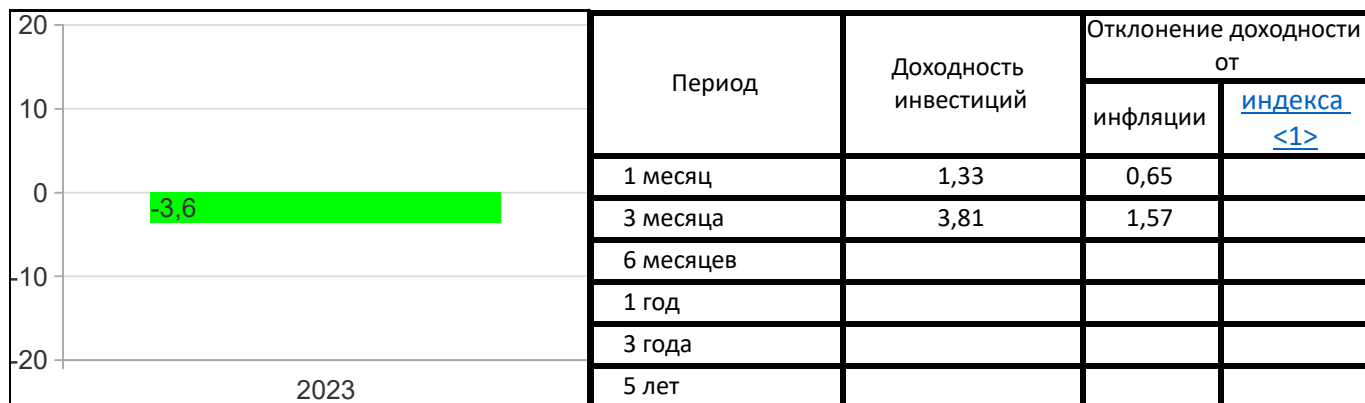 20
10
0
-3,6
-10
-20
2023
Период
Доходность
инвестиций
Отклонение доходности
от
инфляции
индекса
<1>
1 месяц 1,33 0,65
3 месяца 3,81 1,57
6 месяцев
1 год
3 года
5 лет